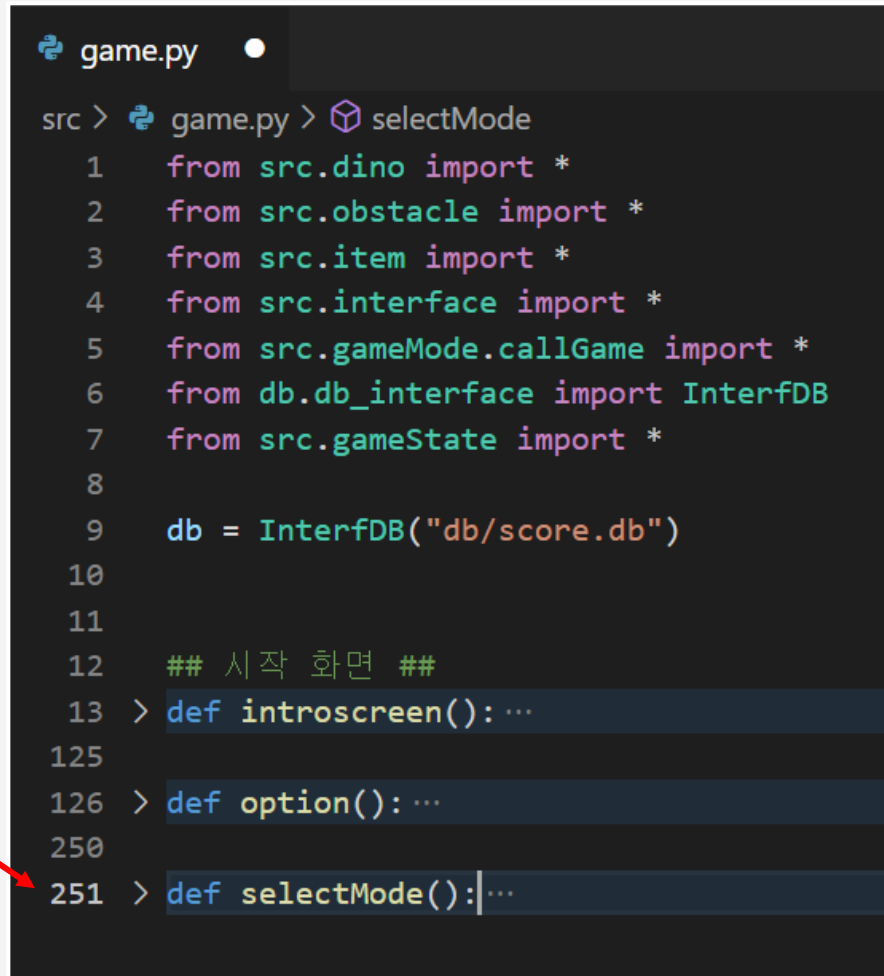 game.py
src > game.py > selectMode
1 from src.dino import *
2 from src.obstacle import *
3 from src.item import *
4 from src.interface import *
5 from src.gameMode.callGame import *
6 from db.db_interface import InterfDB
7 from src.gameState import *
8
9 db = InterfDB("db/score.db")
10
11
12 ## 시작 화면 ##
13 > def introscreen():…
125
126 > def option():…
250
251 > def selectMode():…